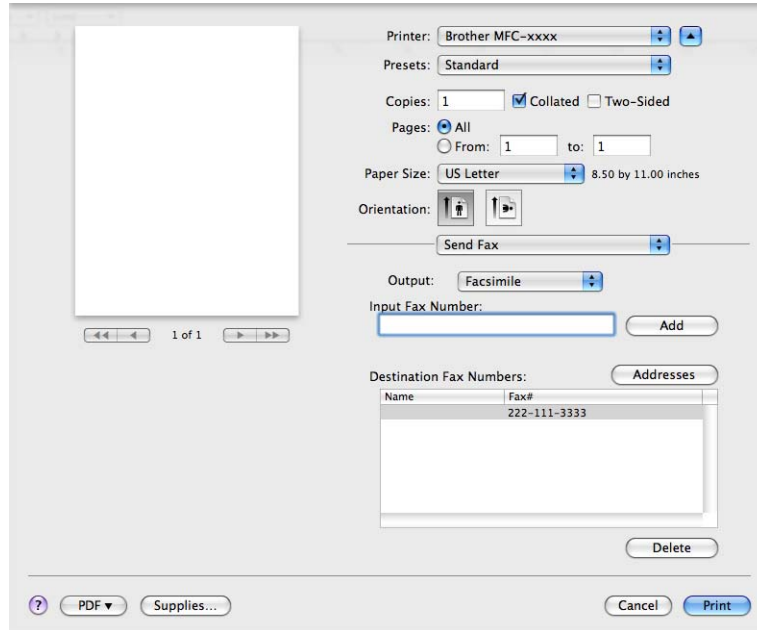 Printer: Brother MFC-xxxx
Presets: Standard
Copies: 1 Collated Two-Sided
Pages: All
From: 1 to: 1
Paper Size: US Letter 8.50 by 11.00 inches
Orientation:
Send Fax
Output: Facsimile
Input Fax Number:
Add
1 of 1
Destination Fax Numbers: Addresses
Name Fax#
222-111-3333
Delete
? PDF Supplies... Cancel Print